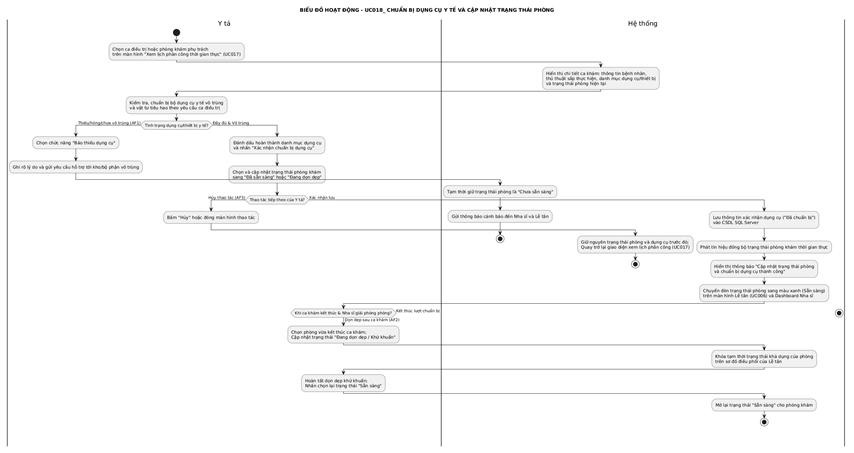 BIỂU ĐỒ HOẠT ĐỘNG - UC018_CHUẨN BỊ DỤNG CỤ Y TẾ VÀ CẬP NHẬT TRẠNG THÁI PHÒNG
Y tá
Hệ thống
Chọn ca điều trị hoặc phòng khám phụ trách
trên màn hình "Xem lịch phân công thời gian thực" (UC017)
Hiển thị chi tiết ca khám: thông tin bệnh nhân,
thủ thuật sắp thực hiện, danh mục dụng cụ/thiết bị
và trạng thái phòng hiện tại
Kiểm tra, chuẩn bị bộ dụng cụ y tế vô trùng
và vật tư tiêu hao theo yêu cầu ca điều trị
Thiếu/hỏng/chưa vô trùng (AF1)
Tình trạng dụng cụ/thiết bị y tế?
Đầy đủ & Vô trùng
Chọn chức năng "Báo thiếu dụng cụ"
Đánh dấu hoàn thành danh mục dụng cụ
và nhấn "Xác nhận chuẩn bị dụng cụ"
Ghi rõ lý do và gửi yêu cầu hỗ trợ tới kho/bộ phận vô trùng
Chọn và cập nhật trạng thái phòng khám
sang "Đã sẵn sàng" hoặc "Đang dọn dẹp"
Tạm thời giữ trạng thái phòng là "Chưa sẵn sàng"
Hủy thao tác (AF3)
Thao tác tiếp theo của Y tá?
Xác nhận lưu
Bấm "Hủy" hoặc đóng màn hình thao tác
Gửi thông báo cảnh báo đến Nha sĩ và Lễ tân
Lưu thông tin xác nhận dụng cụ ("Đã chuẩn bị")
vào CSDL SQL Server
Giữ nguyên trạng thái phòng và dụng cụ trước đó;
Quay trở lại giao diện xem lịch phân công (UC017)
Phát tín hiệu đồng bộ trạng thái phòng khám thời gian thực
Hiển thị thông báo "Cập nhật trạng thái phòng
và chuẩn bị dụng cụ thành công"
Chuyển đèn trạng thái phòng sang màu xanh (Sẵn sàng)
trên màn hình Lễ tân (UC006) và Dashboard Nha sĩ
Khi ca khám kết thúc & Nha sĩ giải phóng phòng?
Kết thúc lượt chuẩn bị
Dọn dẹp sau ca khám (AF2)
Chọn phòng vừa kết thúc ca khám;
Cập nhật trạng thái "Đang dọn dẹp / Khử khuẩn"
Khóa tạm thời trạng thái khả dụng của phòng
trên sơ đồ điều phối của Lễ tân
Hoàn tất dọn dẹp khử khuẩn;
Nhấn chọn lại trạng thái "Sẵn sàng"
Mở lại trạng thái "Sẵn sàng" cho phòng khám